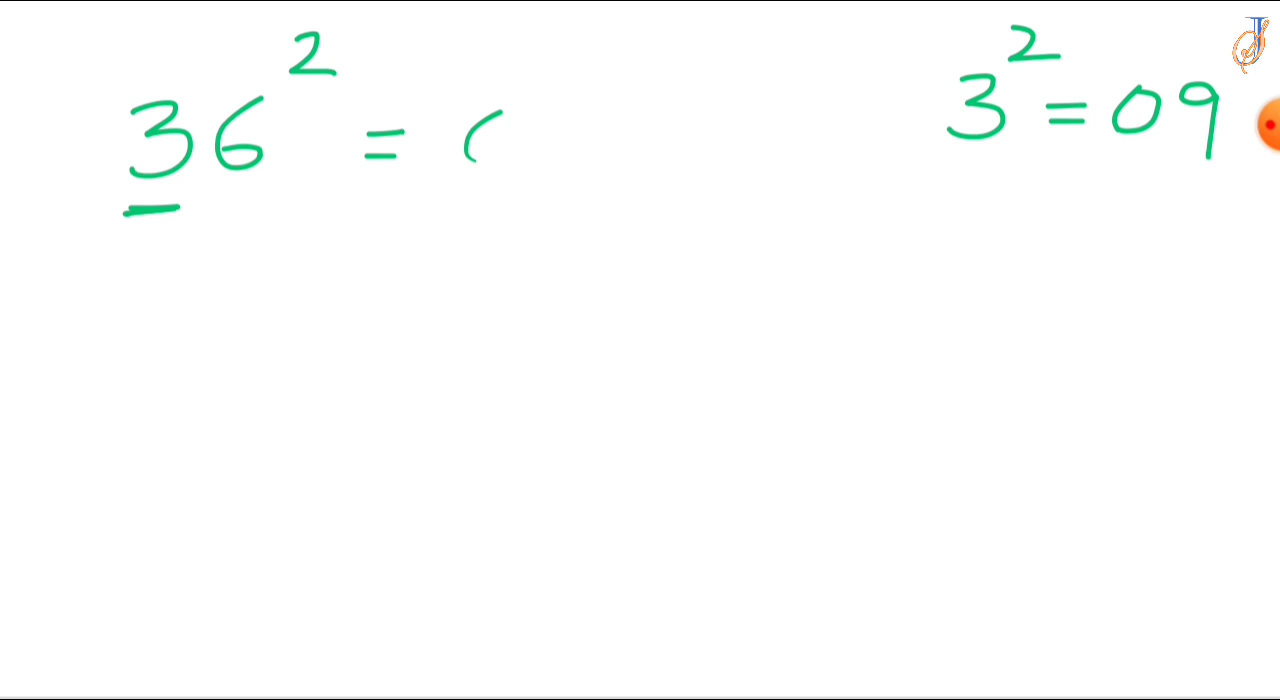 36² = 
3² = 09